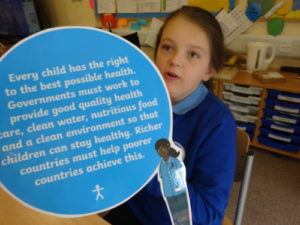 Every child has the right
to the best possible health.
Governments must work to
provide good quality health
care, clean water, nutritious food
and a clean environment so that
children can stay healthy. Richer
countries must help poorer
countries achieve this.